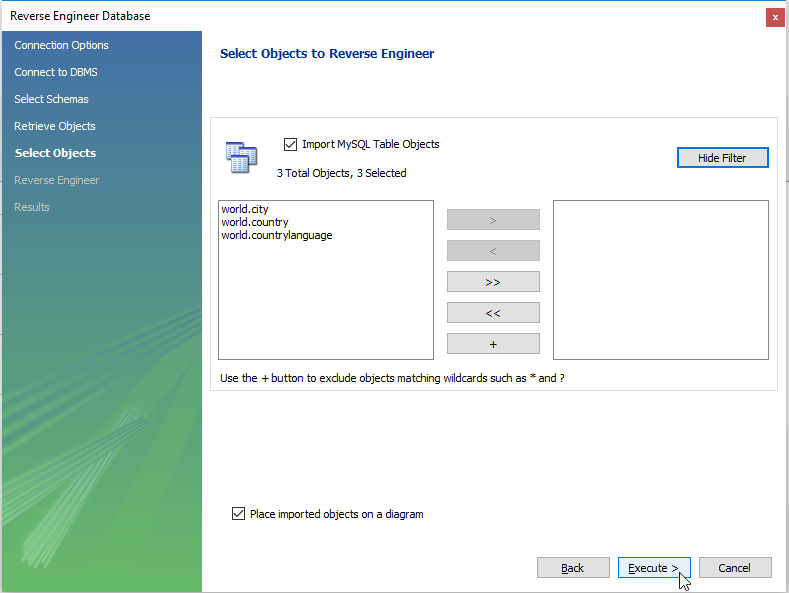 Reverse Engineer Database
x
Connection Options
Connect to DBMS
Select Schemas
Retrieve Objects
Select Objects
Reverse Engineer
Results
Select Objects to Reverse Engineer
Import MySQL Table Objects
3 Total Objects, 3 Selected
Hide Filter
world.city
world.country
world.countrylanguage
>
<
>>
<<
+
Use the + button to exclude objects matching wildcards such as * and ?
Place imported objects on a diagram
Back
Execute >
Cancel